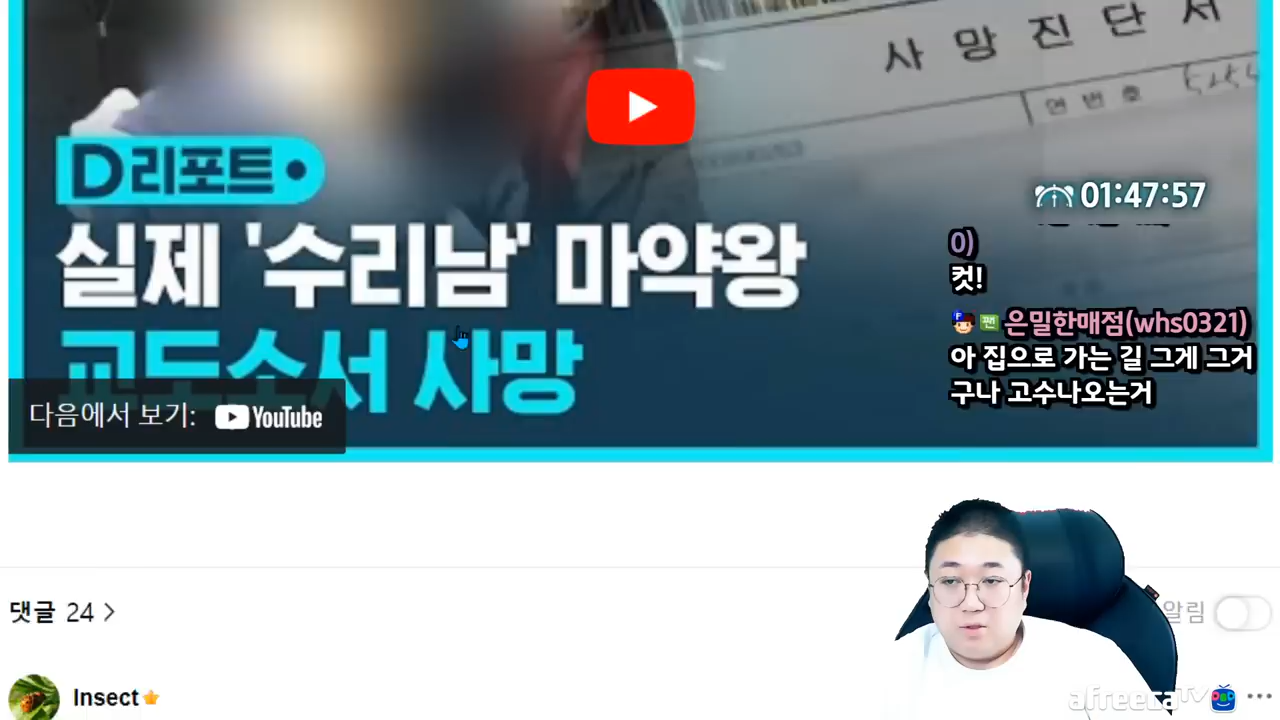 사망진단서
연번호
D리포트
01:47:57
실제 '수리남' 마약왕
0)
컷!
은밀한매점(whs0321)
아 집으로 가는 길 그게 그거
구나 고수나오는거
교도소서 사망
다음에서 보기: YouTube
댓글 24 >
알림
Insect
afreecaTV